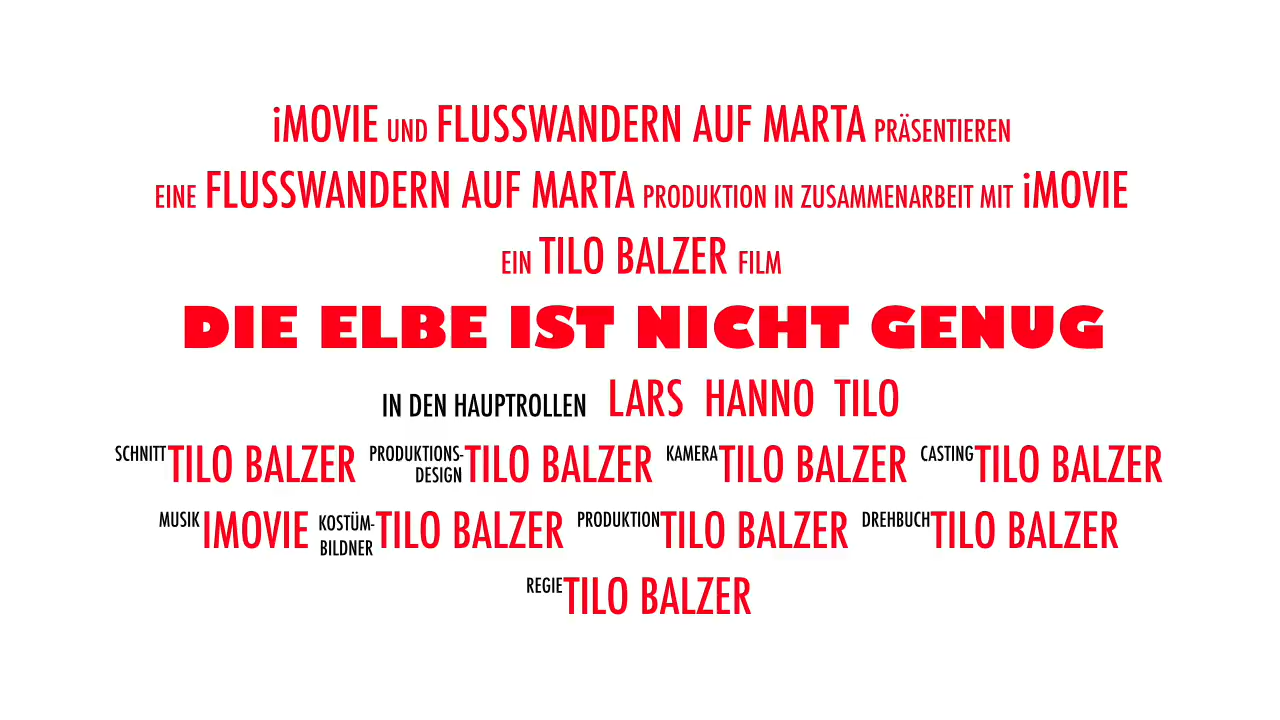 iMOVIE UND FLUSSWANDERN AUF MARTA PRÄSENTIEREN
EINE FLUSSWANDERN AUF MARTA PRODUKTION IN ZUSAMMENARBEIT MIT iMOVIE
EIN TILO BALZER FILM
DIE ELBE IST NICHT GENUG
IN DEN HAUPTROLLEN LARS HANNO TILO
SCHNITT TILO BALZER PRODUKTIONS-DESIGN TILO BALZER KAMERA TILO BALZER CASTING TILO BALZER
MUSIK IMOVIE KOSTÜM-BILDNER TILO BALZER PRODUKTION TILO BALZER DREHBUCH TILO BALZER
REGIE TILO BALZER